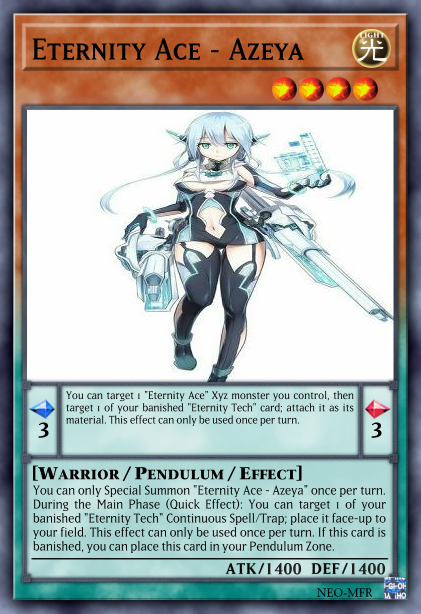 Eternity Ace - Azeya
LIGHT
光
You can target 1 "Eternity Ace" Xyz monster you control, then
target 1 of your banished "Eternity Tech" card; attach it as its
material. This effect can only be used once per turn.
3
3
[Warrior / Pendulum / Effect]
You can only Special Summon "Eternity Ace - Azeya" once per turn.
During the Main Phase (Quick Effect): You can target 1 of your
banished "Eternity Tech" Continuous Spell/Trap; place it face-up to
your field. This effect can only be used once per turn. If this card is
banished, you can place this card in your Pendulum Zone.
ATK/1400 DEF/1400
NEO-MFR